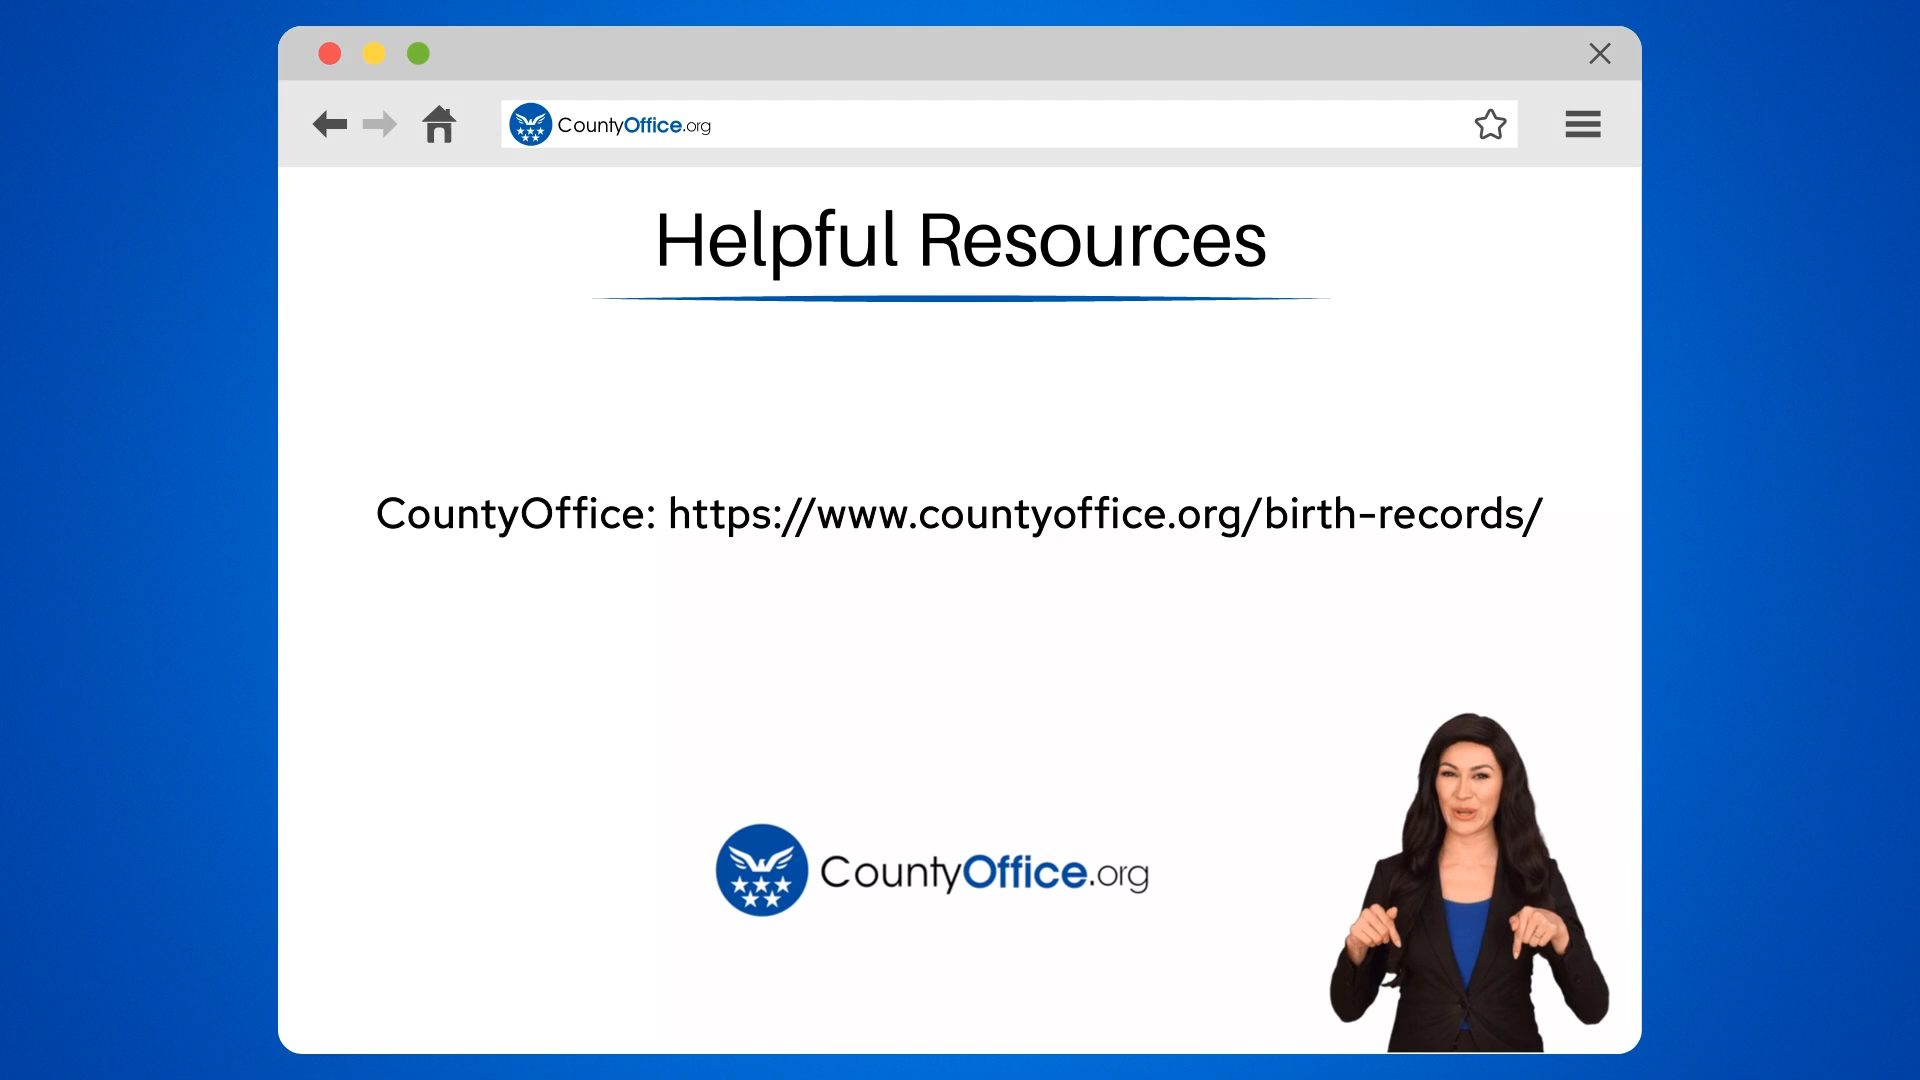 CountyOffice.org
Helpful Resources
CountyOffice: https://www.countyoffice.org/birth-records/
CountyOffice.org